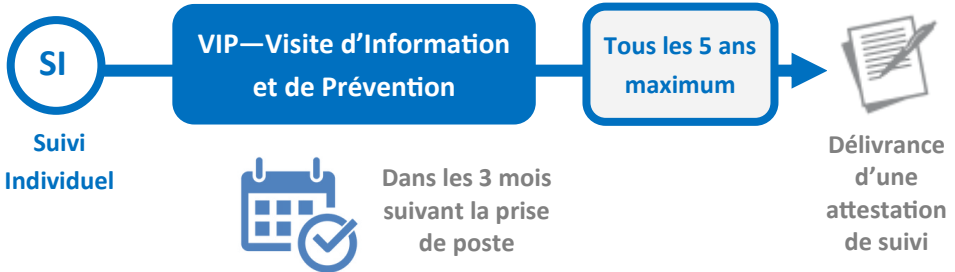 SI
Suivi
Individuel
VIP—Visite d'Information
et de Prévention
Dans les 3 mois
suivant la prise
de poste
Tous les 5 ans
maximum
Délivrance
d'une
attestation
de suivi